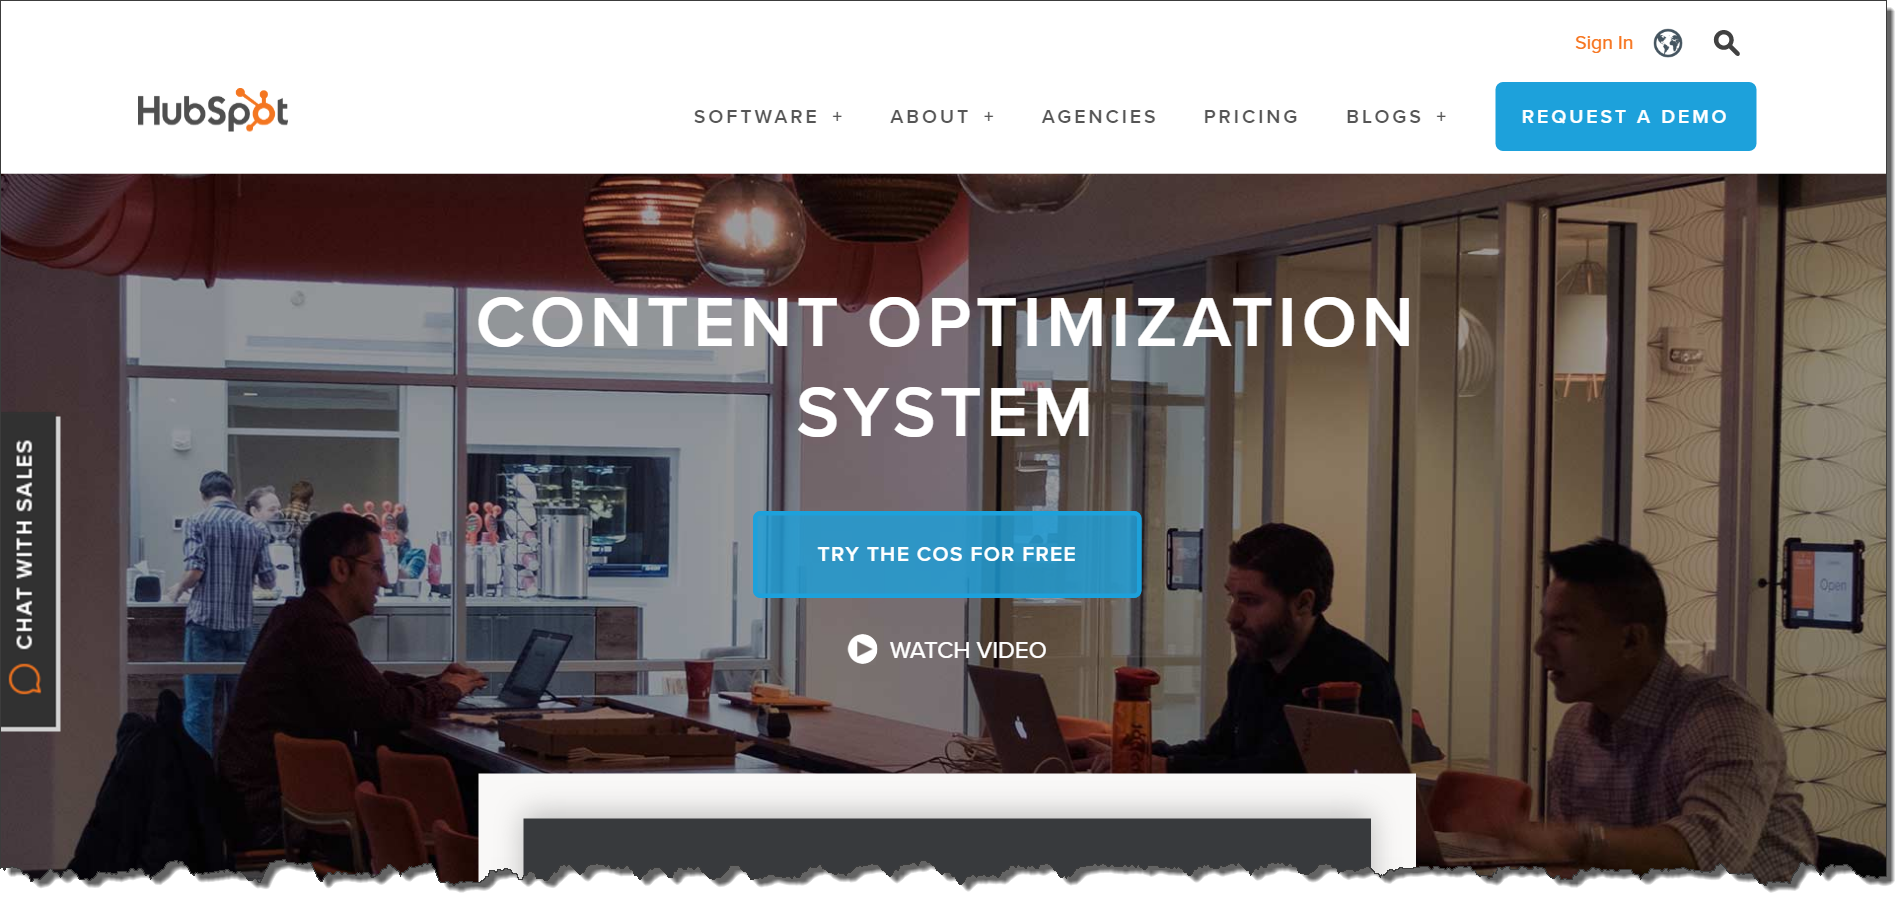 Sign In
HubSpot
SOFTWARE +
ABOUT +
AGENCIES
PRICING
BLOGS +
REQUEST A DEMO
CONTENT OPTIMIZATION
SYSTEM
CHAT WITH SALES
TRY THE COS FOR FREE
WATCH VIDEO
Open